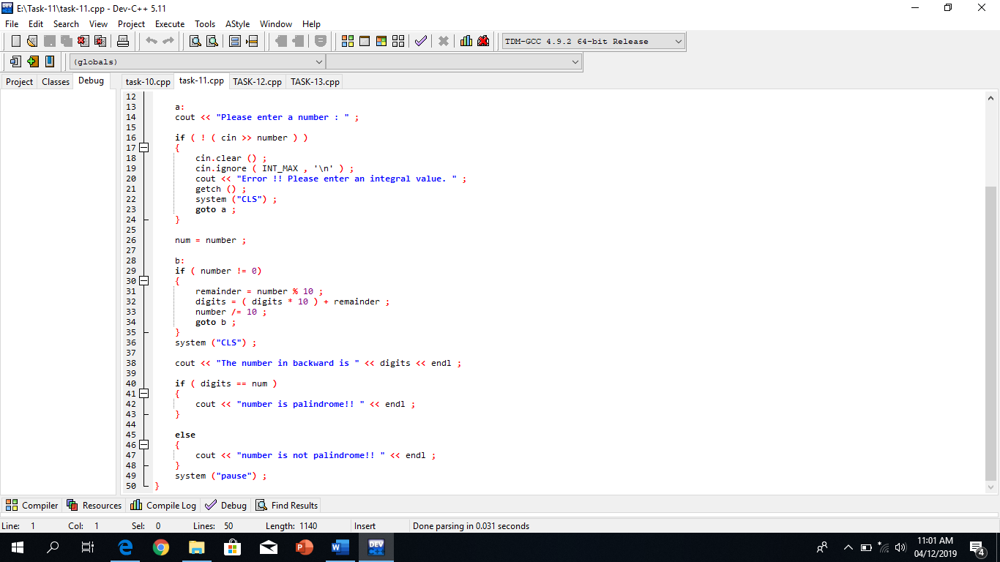 E:\Task-11\task-11.cpp - Dev-C++ 5.11
File Edit Search View Project Execute Tools AStyle Window Help
TDM-GCC 4.9.2 64-bit Release
(globals)
Project Classes Debug
task-10.cpp task-11.cpp TASK-12.cpp TASK-13.cpp
12
13 a:
14 cout << "Please enter a number : " ;
15
16 if ( ! ( cin >> number ) )
17 {
18 cin.clear () ;
19 cin.ignore ( INT_MAX , '\n' ) ;
20 cout << "Error !! Please enter an integral value. " ;
21 getch () ;
22 system ("CLS") ;
23 goto a ;
24 }
25
26 num = number ;
27
28 b:
29 if ( number != 0)
30 {
31 remainder = number % 10 ;
32 digits = ( digits * 10 ) + remainder ;
33 number /= 10 ;
34 goto b ;
35 }
36 system ("CLS") ;
37
38 cout << "The number in backward is " << digits << endl ;
39
40 if ( digits == num )
41 {
42 cout << "number is palindrome!! " << endl ;
43 }
44
45 else
46 {
47 cout << "number is not palindrome!! " << endl ;
48 }
49 system ("pause") ;
50 }
Compiler Resources Compile Log Debug Find Results
Line: 1 Col: 1 Sel: 0 Lines: 50 Length: 1140 Insert Done parsing in 0.031 seconds
11:01 AM
04/12/2019
4